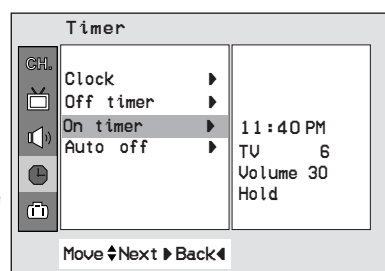 Timer
CH.
Clock
Off timer
On timer
Auto off
11:40 PM
TV 6
Volume 30
Hold
Move Next Back